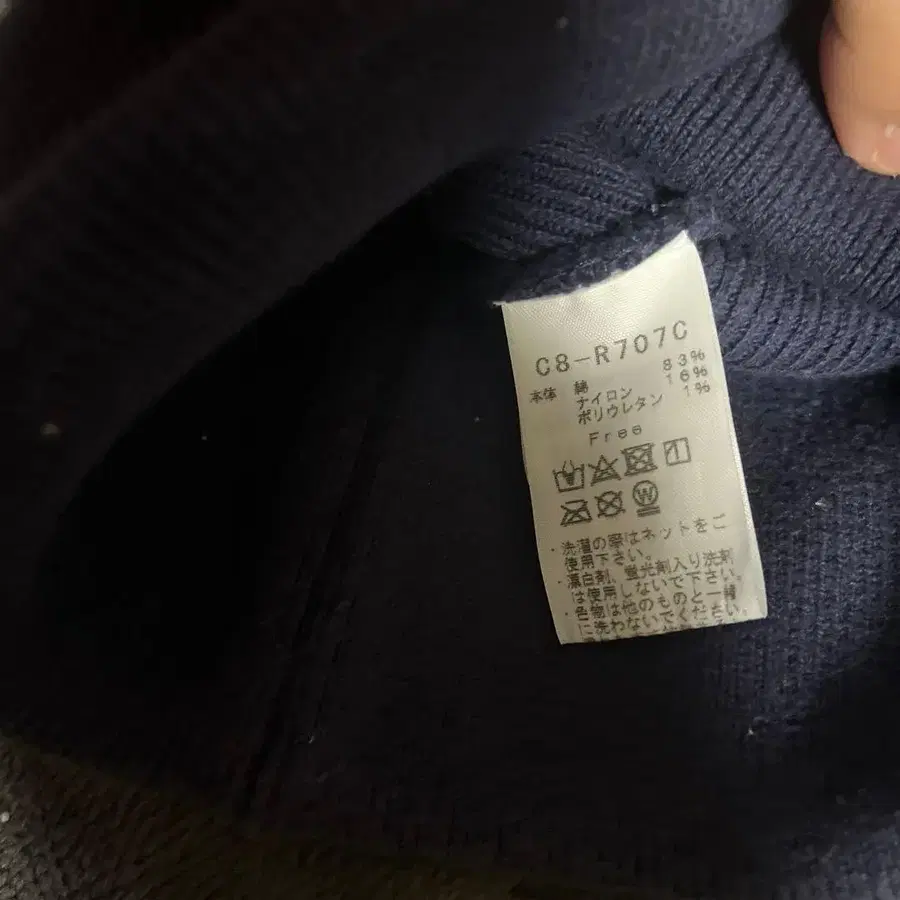 C8-R707C
本体 綿 83%
ナイロン 16%
ポリウレタン 1%
Free
W
・洗濯の際はネットをご
使用下さい。
・漂白剤、蛍光剤入り洗剤
は使用しないで下さい。
・色物は他のものと一緒
に洗わないでください。